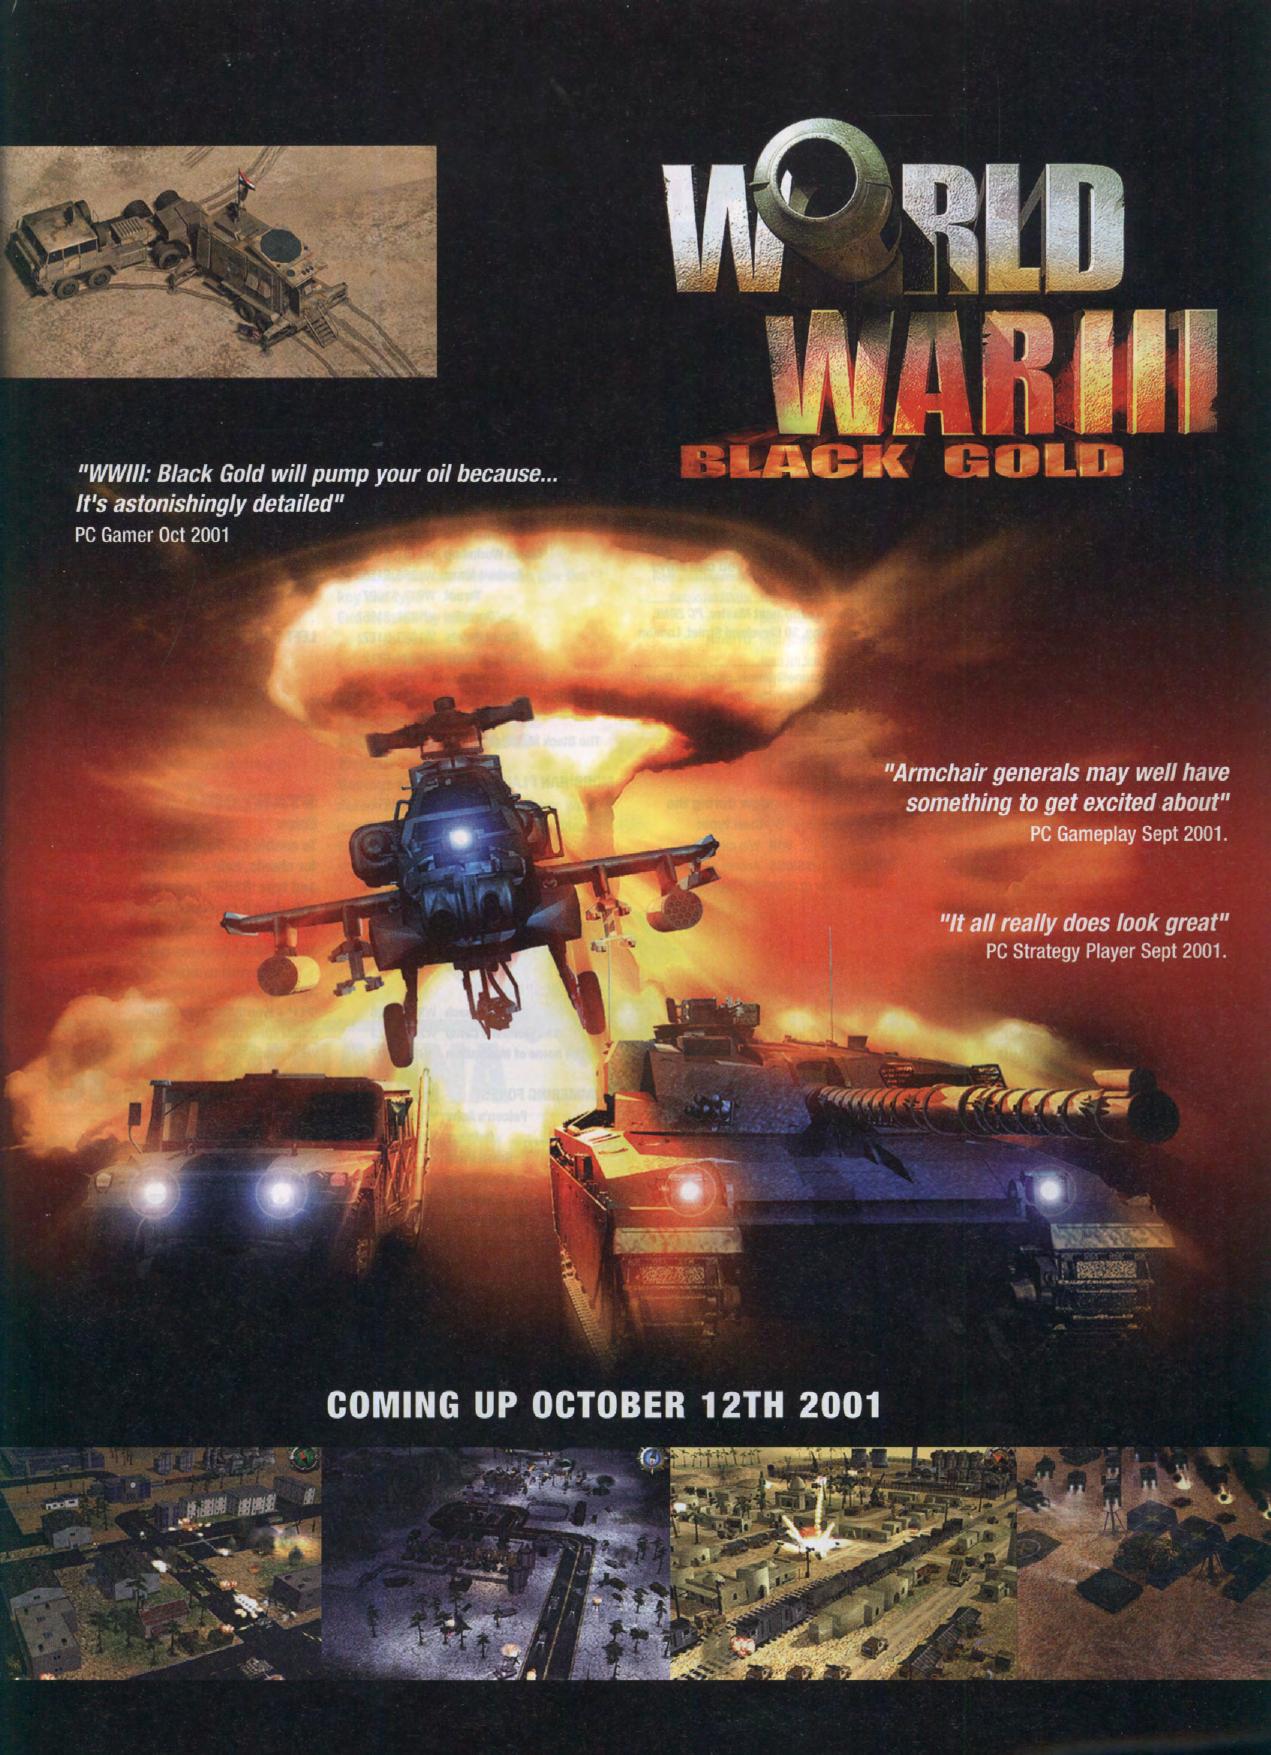 WORLD
WAR III
BLACK GOLD
"WWIII: Black Gold will pump your oil because...
It's astonishingly detailed"
PC Gamer Oct 2001
"Armchair generals may well have
something to get excited about"
PC Gameplay Sept 2001.
"It all really does look great"
PC Strategy Player Sept 2001.
COMING UP OCTOBER 12TH 2001